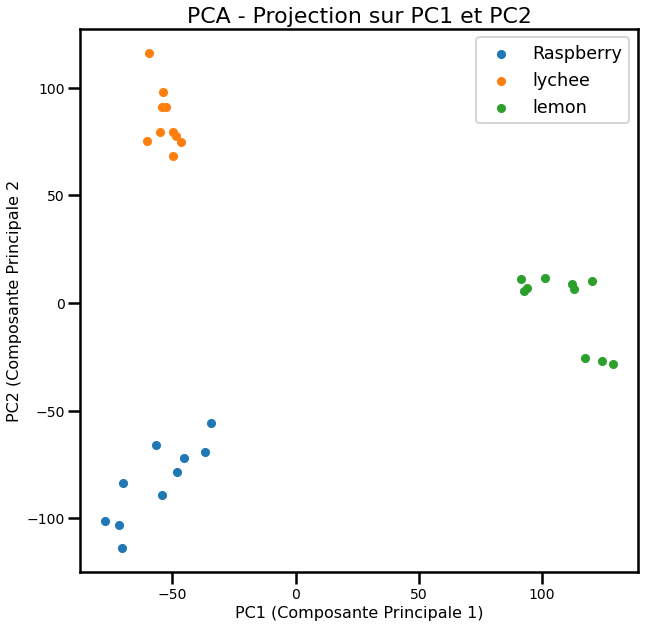 PCA - Projection sur PC1 et PC2
Raspberry
lychee
lemon
100
50
0
−50
−100
PC2 (Composante Principale 2
−50
0
50
100
PC1 (Composante Principale 1)